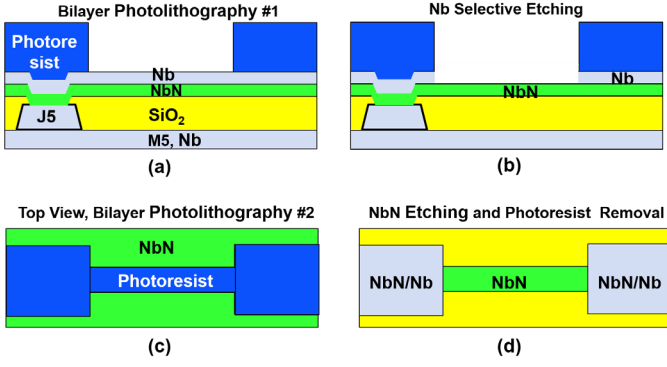 Bilayer Photolithography #1
Photore
sist
Nb
NbN
SiO2
J5
M5, Nb
(a)
Nb Selective Etching
Nb
NbN
(b)
Top View, Bilayer Photolithography #2
NbN
Photoresist
(c)
NbN Etching and Photoresist Removal
NbN/Nb
NbN
NbN/Nb
(d)